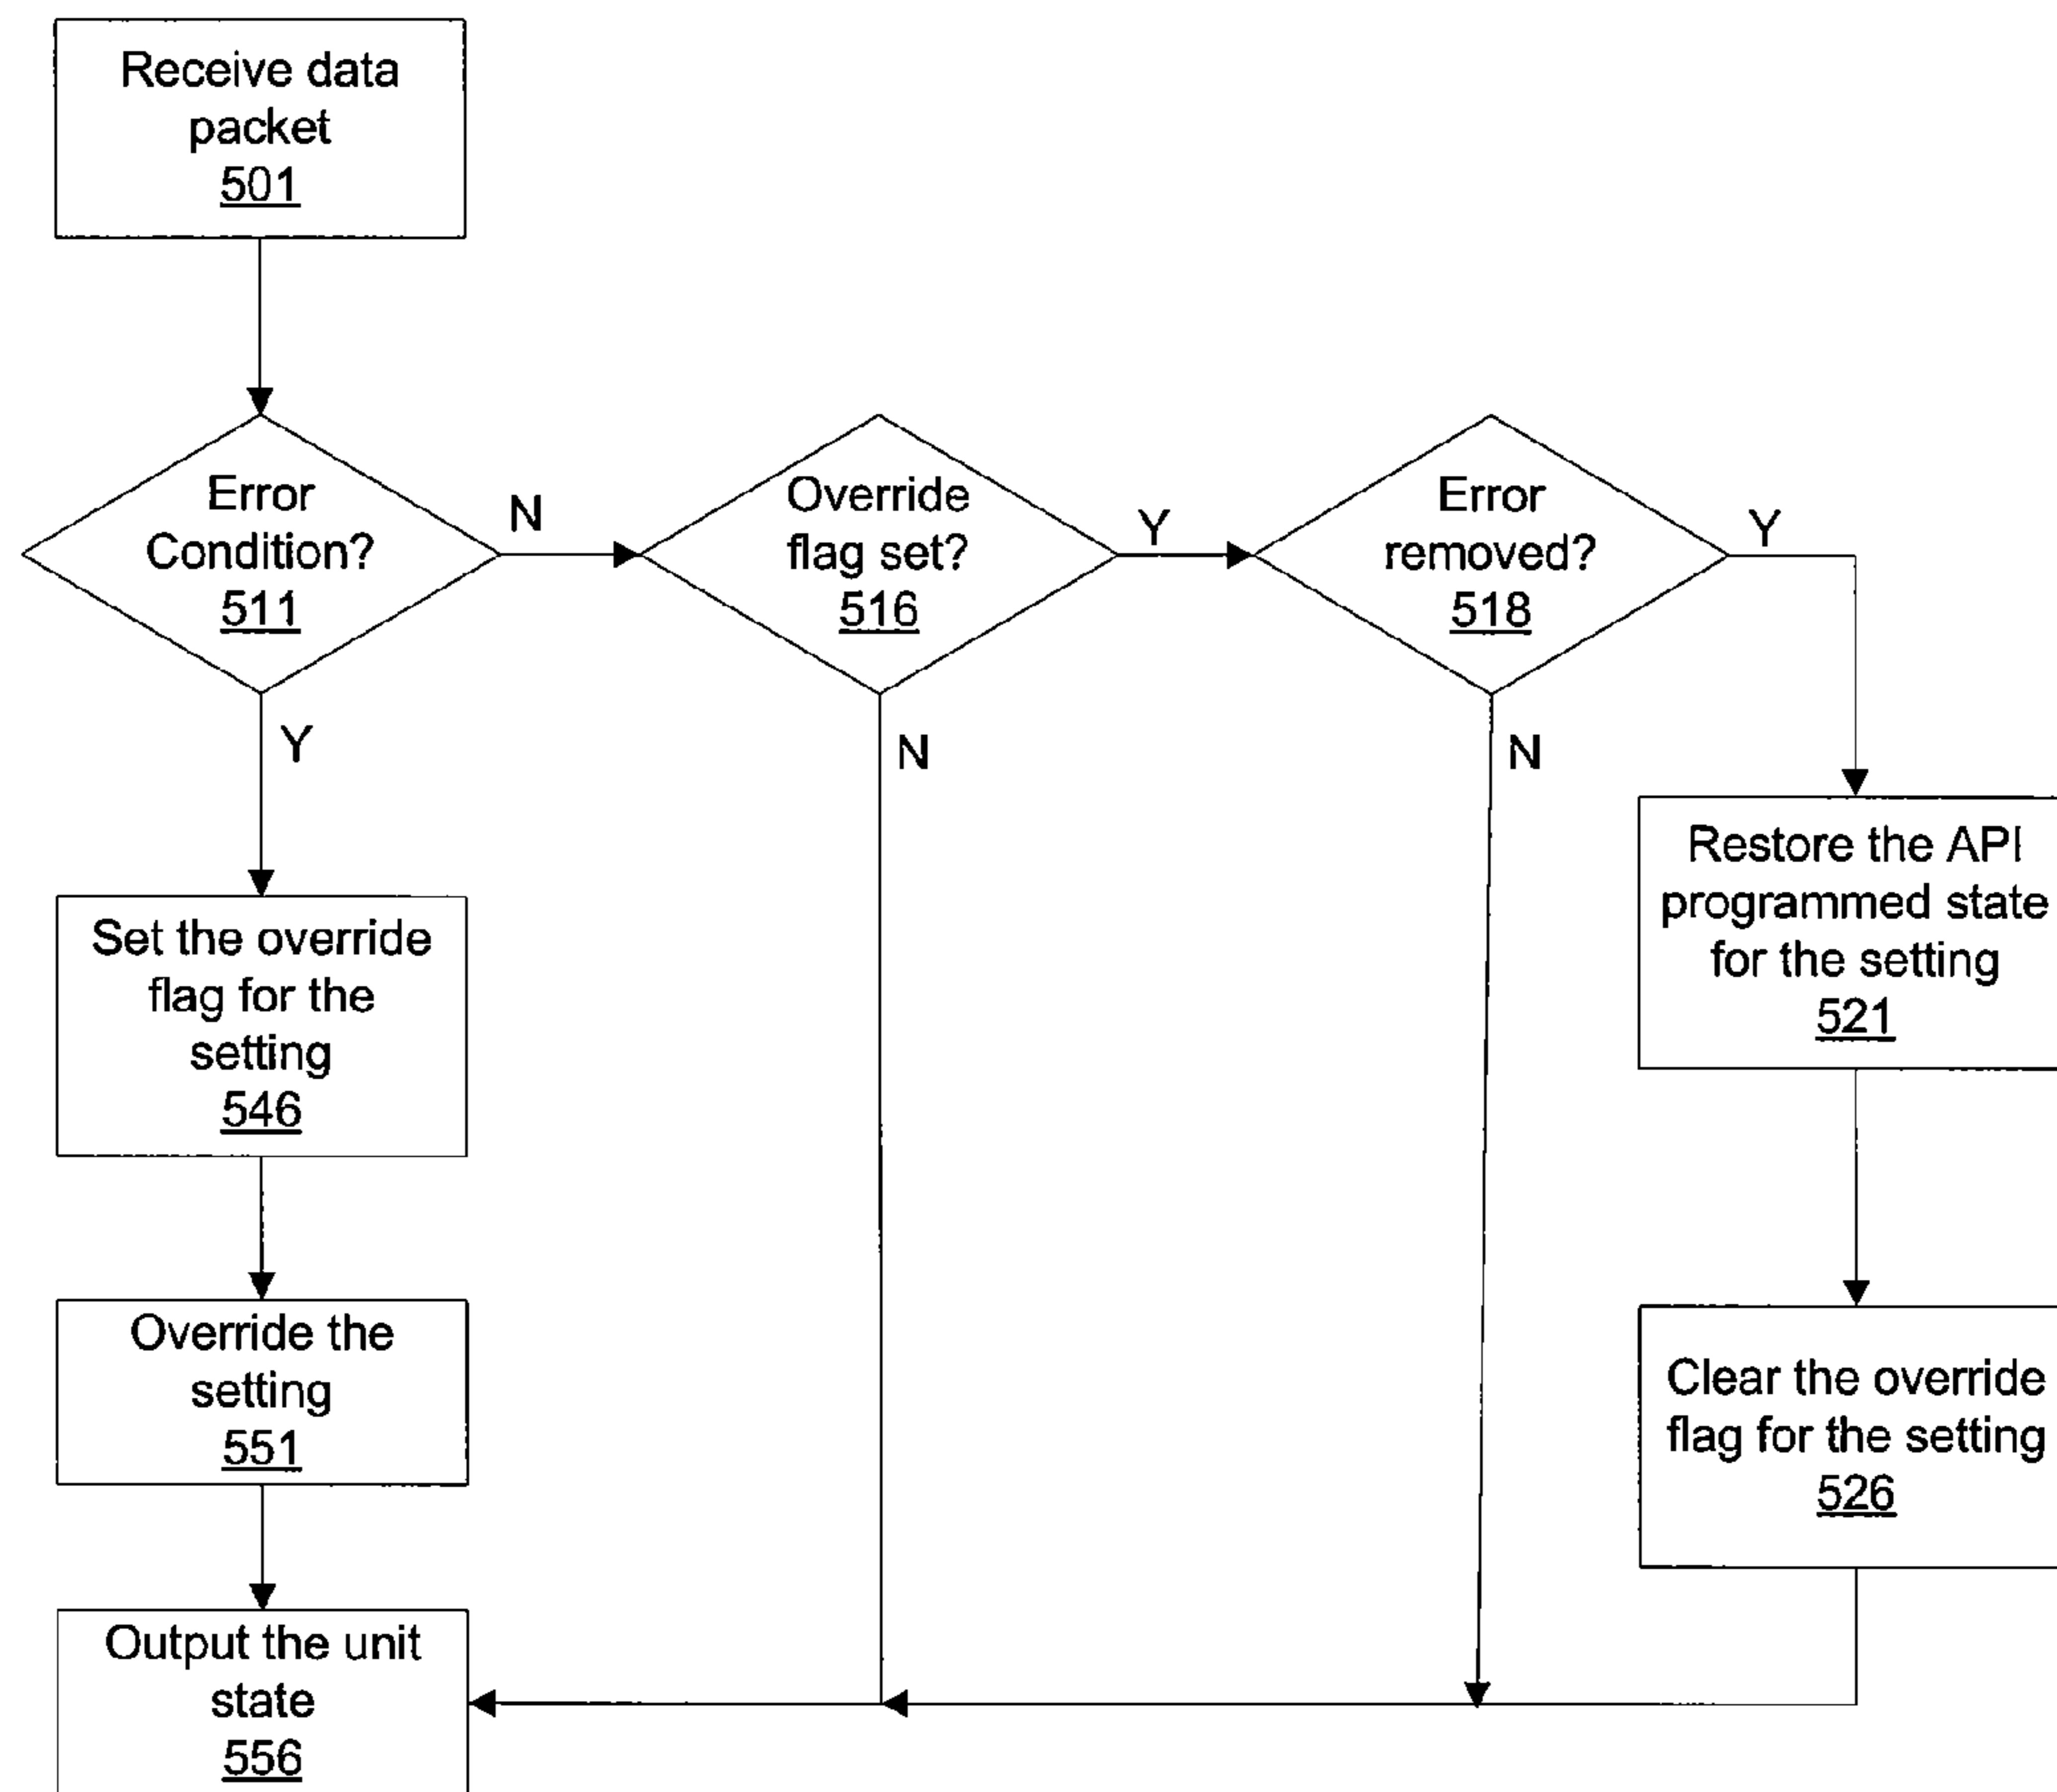 Receive data
packet
501
Error
Condition?
511
N
Override
flag set?
516
Y
Error
removed?
518
Y
Y
N
N
Set the override
flag for the
setting
546
Restore the API
programmed state
for the setting
521
Override the
setting
551
Clear the override
flag for the setting
526
Output the unit
state
556